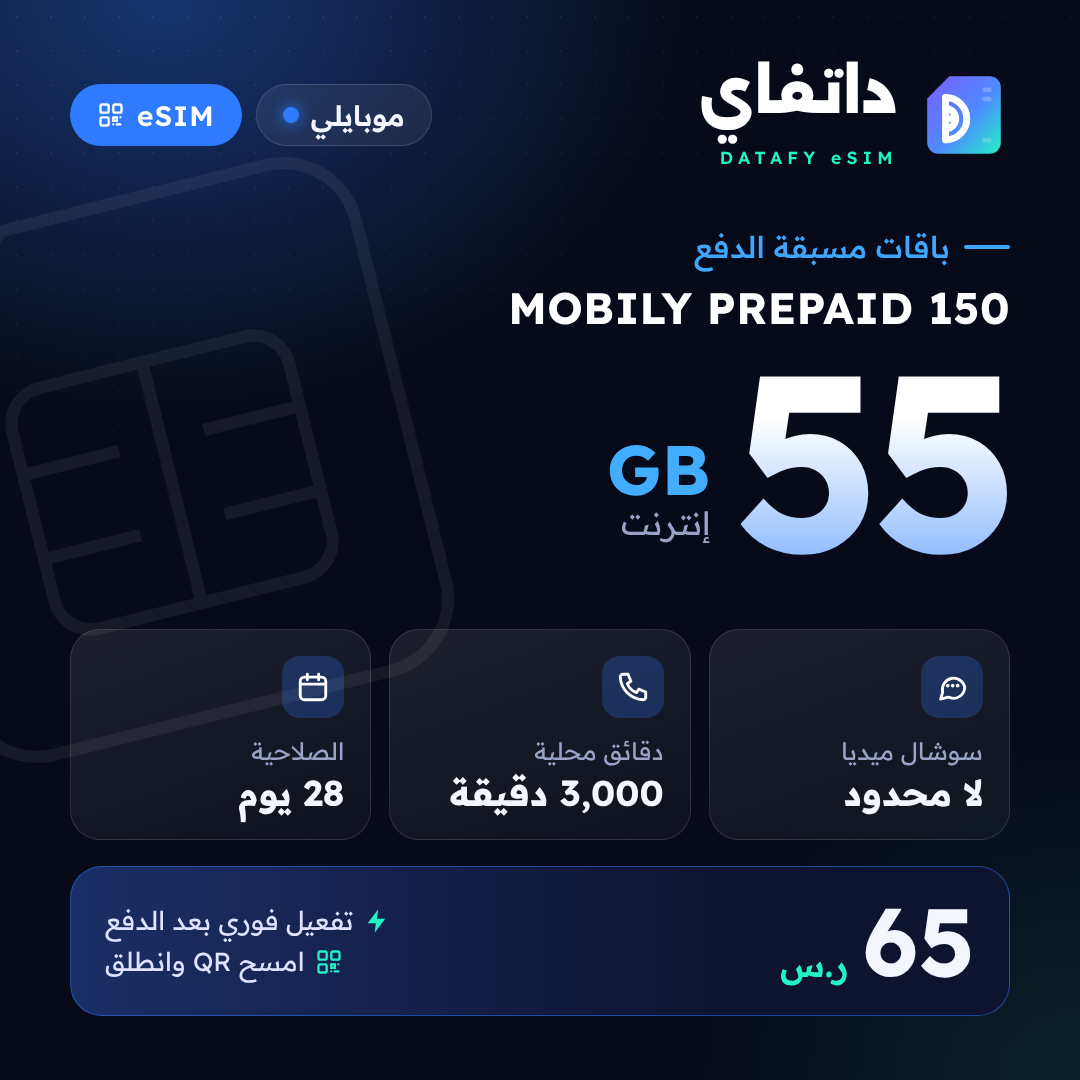 داتفاي
DATAFY eSIM
موبايلي
eSIM
باقات مسبقة الدفع
MOBILY PREPAID 150
55
GB
إنترنت
سوشال ميديا
لا محدود
دقائق محلية
3,000 دقيقة
الصلاحية
28 يوم
65 ر.س
تفعيل فوري بعد الدفع
امسح QR وانطلق